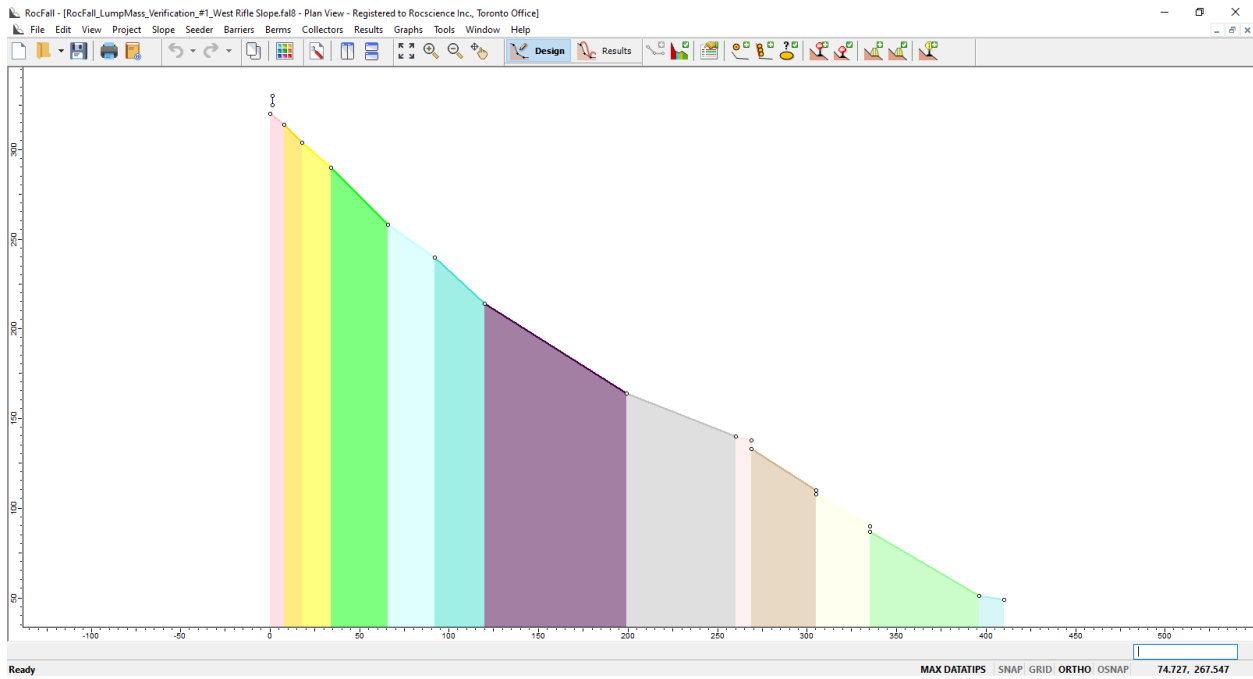 RocFall - [RocFall_LumpMass_Verification_#1_West Rifle Slope.fal8 - Plan View - Registered to Rocscience Inc., Toronto Office]
File Edit View Project Slope Seeder Barriers Berms Collectors Results Graphs Tools Window Help
Design Results
300
250
200
150
100
50
-100 -50 0 50 100 150 200 250 300 350 400 450 500
Ready MAX DATATIPS SNAP GRID ORTHO OSNAP 74.727, 267.547